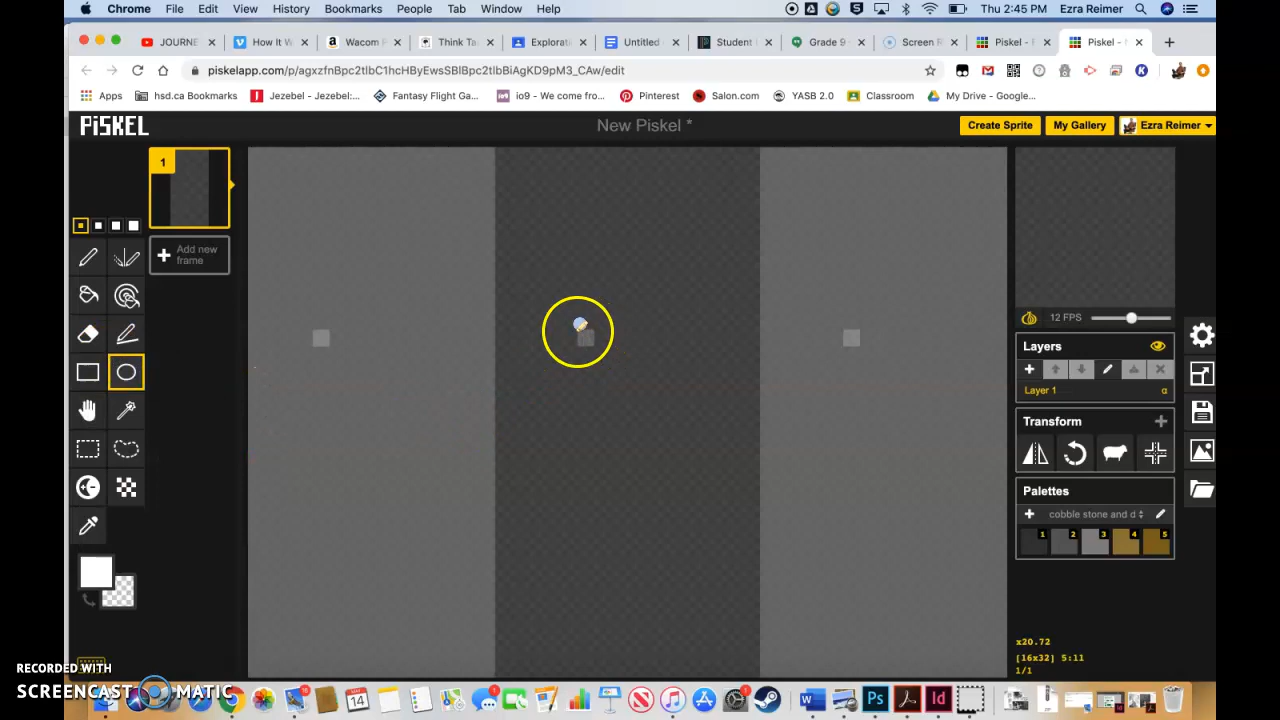 Chrome File Edit View History Bookmarks People Tab Window Help Thu 2:45 PM Ezra Reimer
JOURNE How It W Wacom F Think Ta Explorati Untitled Student Grade 9 Screen R Piskel - Piskel -
piskelapp.com/p/agxzfnBpc2tlbC1hcHByEwsSBlBpc2tlbBiAgKD9pM3_CAw/edit
Apps hsd.ca Bookmarks Jezebel - Jezebel:... Fantasy Flight Ga... io9 - We come fro... Pinterest Salon.com YASB 2.0 Classroom My Drive - Google...
PiSKEL New Piskel * Create Sprite My Gallery Ezra Reimer
1
Add new
frame
12 FPS
Layers
Layer 1 α
Transform
Palettes
cobble stone and d
1 2 3 4 5
x20.72
[16x32] 5:11
1/1
RECORDED WITH
SCREENCAST MATIC
MAY
14